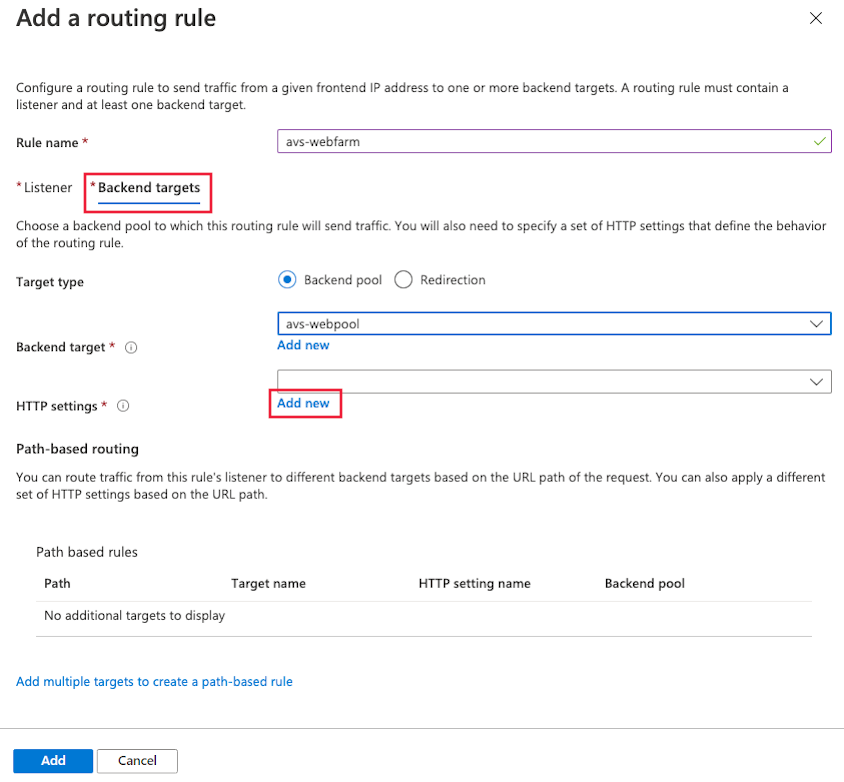 Add a routing rule
Configure a routing rule to send traffic from a given frontend IP address to one or more backend targets. A routing rule must contain a
listener and at least one backend target.
Rule name * avs-webfarm
* Listener * Backend targets
Choose a backend pool to which this routing rule will send traffic. You will also need to specify a set of HTTP settings that define the behavior
of the routing rule.
Target type Backend pool Redirection
avs-webpool
Backend target *
Add new
HTTP settings *
Add new
Path-based routing
You can route traffic from this rule's listener to different backend targets based on the URL path of the request. You can also apply a different
set of HTTP settings based on the URL path.
Path based rules
Path Target name HTTP setting name Backend pool
No additional targets to display
Add multiple targets to create a path-based rule
Add Cancel